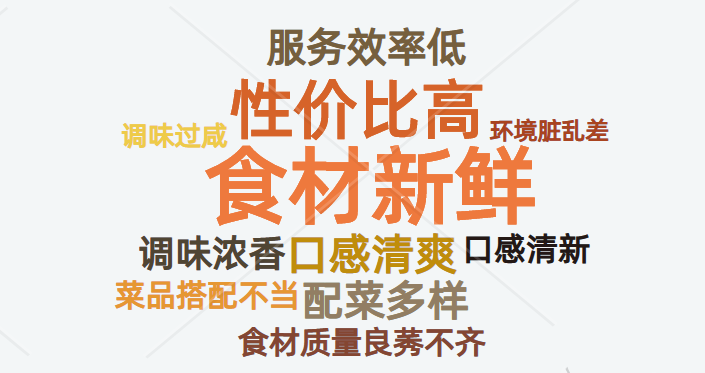 服务效率低
性价比高
调味过咸
环境脏乱差
食材新鲜
调味浓香
口感清爽
口感清新
菜品搭配不当
配菜多样
食材质量良莠不齐